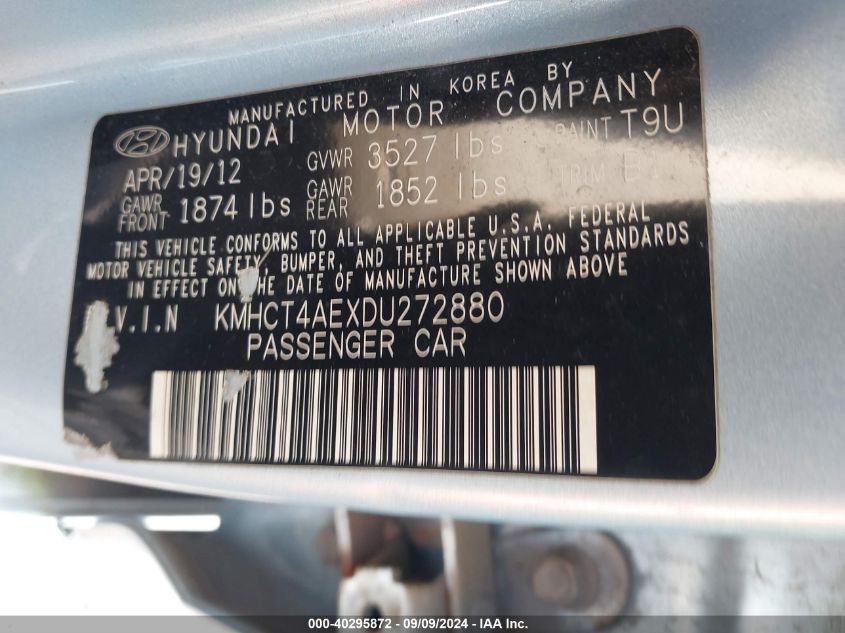 MANUFACTURED IN KOREA BY
HYUNDAI MOTOR COMPANY
APR/19/12 GVWR 3527 lbs PAINT T9U
GAWR FRONT 1874 lbs GAWR REAR 1852 lbs TRIM
THIS VEHICLE CONFORMS TO ALL APPLICABLE U.S.A. FEDERAL
MOTOR VEHICLE SAFETY, BUMPER, AND THEFT PREVENTION STANDARDS
IN EFFECT ON THE DATE OF MANUFACTURE SHOWN ABOVE
V.I.N KMHCT4AEXDU272880
PASSENGER CAR
000-40295872 - 09/09/2024 - IAA Inc.